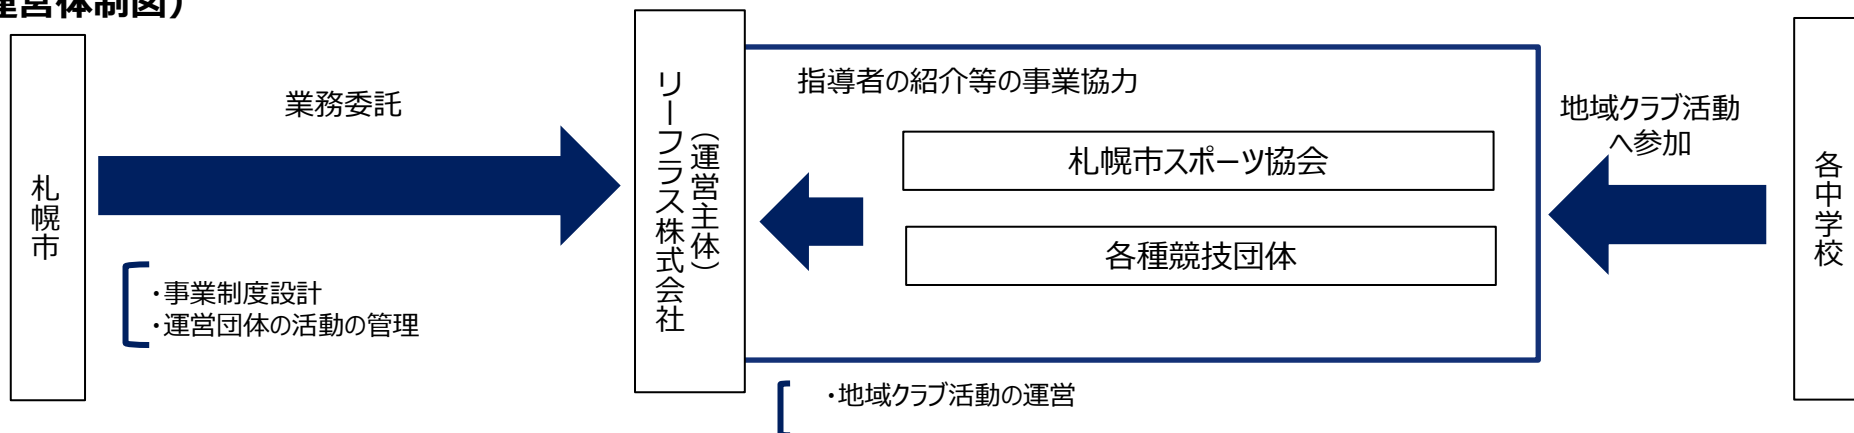 運営体制図）
業務委託
札幌市
・事業制度設計
・運営団体の活動の管理
リーフラス株式会社
（運営主体）
指導者の紹介等の事業協力
札幌市スポーツ協会
各種競技団体
・地域クラブ活動の運営
地域クラブ活動
へ参加
各中学校